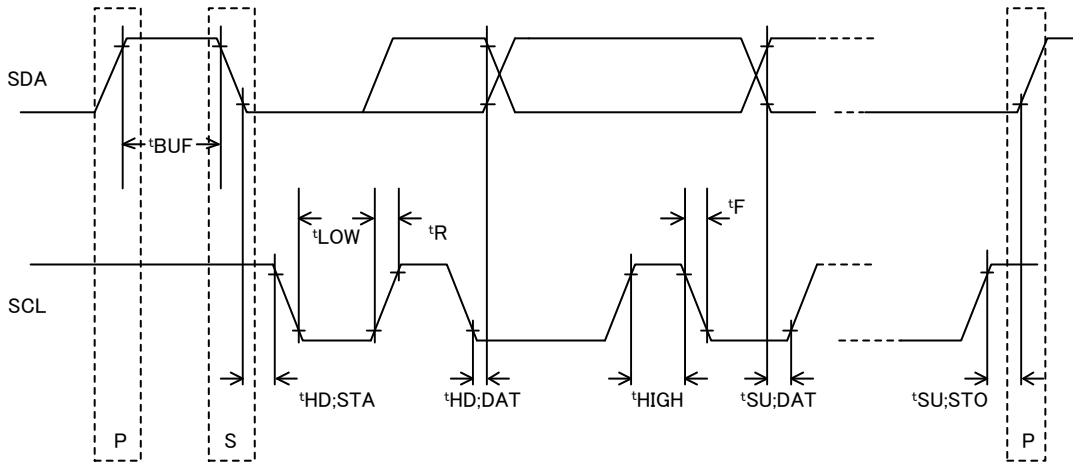 SDA
tBUF
tF
tLOW
tR
SCL
tHD;STA
tHD;DAT
tHIGH
tSU;DAT
tSU;STO
P
S
P